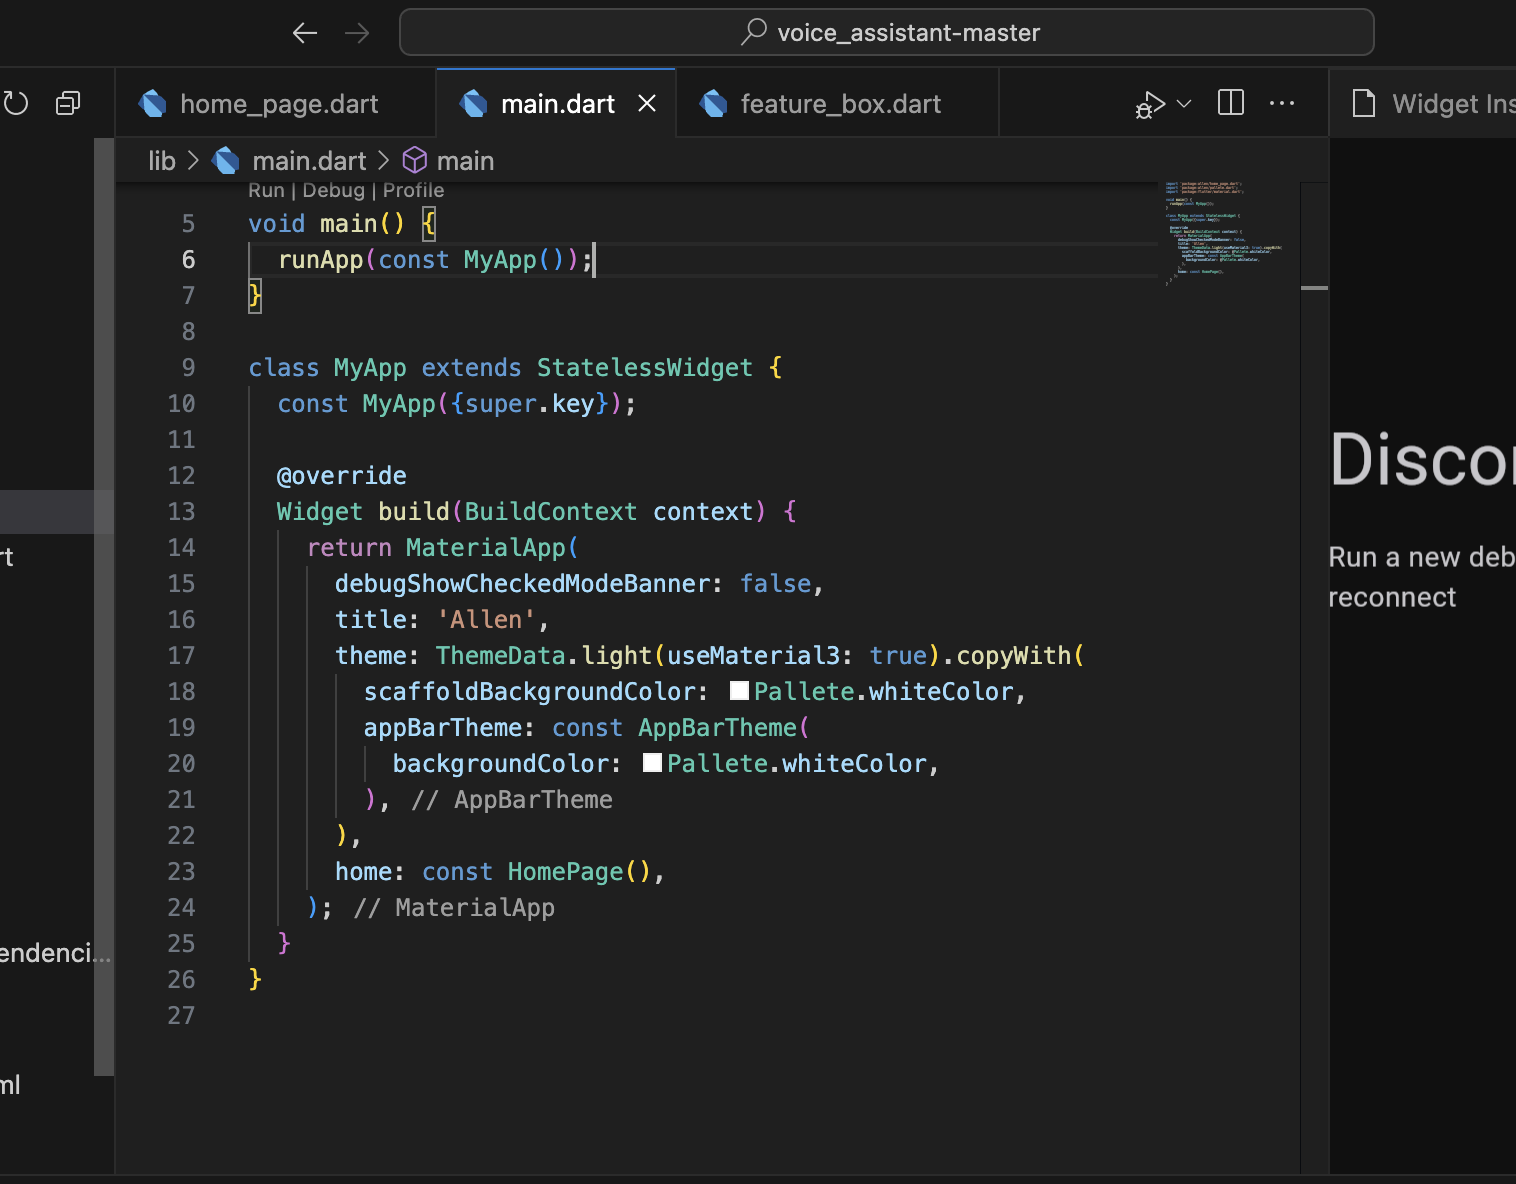 voice_assistant-master
home_page.dart
main.dart
feature_box.dart
Widget Ins
lib > main.dart > main
Run | Debug | Profile
5 void main() {
6 runApp(const MyApp());
7 }
8
9 class MyApp extends StatelessWidget {
10 const MyApp({super.key});
11
12 @override
13 Widget build(BuildContext context) {
14 return MaterialApp(
15 debugShowCheckedModeBanner: false,
16 title: 'Allen',
17 theme: ThemeData.light(useMaterial3: true).copyWith(
18 scaffoldBackgroundColor: Pallete.whiteColor,
19 appBarTheme: const AppBarTheme(
20 backgroundColor: Pallete.whiteColor,
21 ), // AppBarTheme
22 ),
23 home: const HomePage(),
24 ); // MaterialApp
25 }
26 }
27
rt
endenci...
ml
Discon
Run a new deb
reconnect